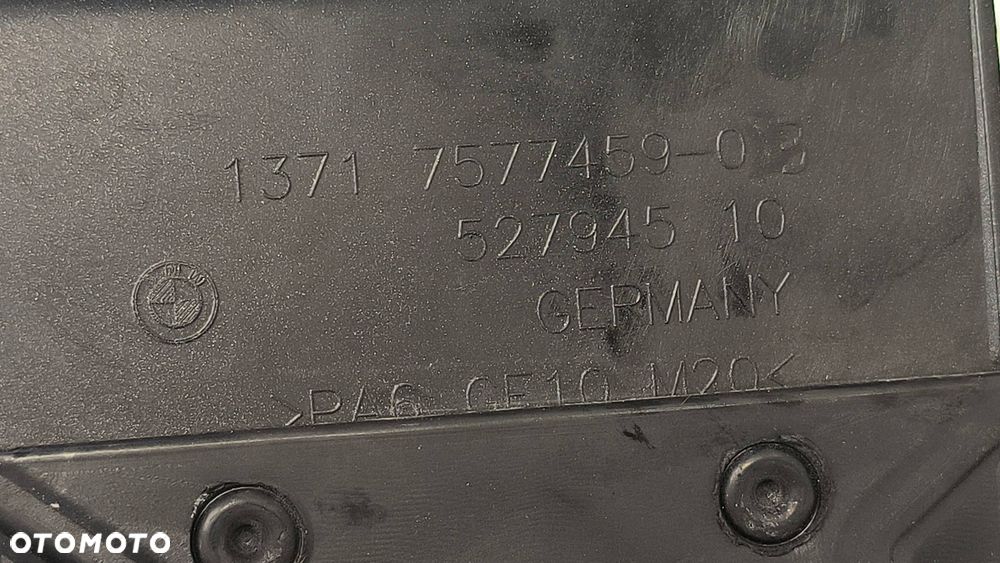 1371 7577459-03
527945 10
GERMANY
>PA6 GF10 M20<
OTOMOTO